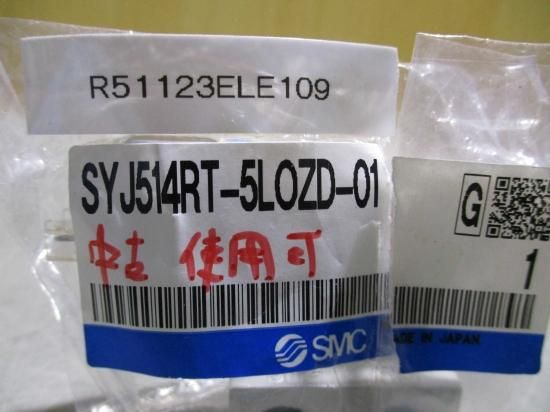 R51123ELE109
SYJ514RT-5LOZD-01
中古 使用可
SMC
G
1
ADE IN JAPAN